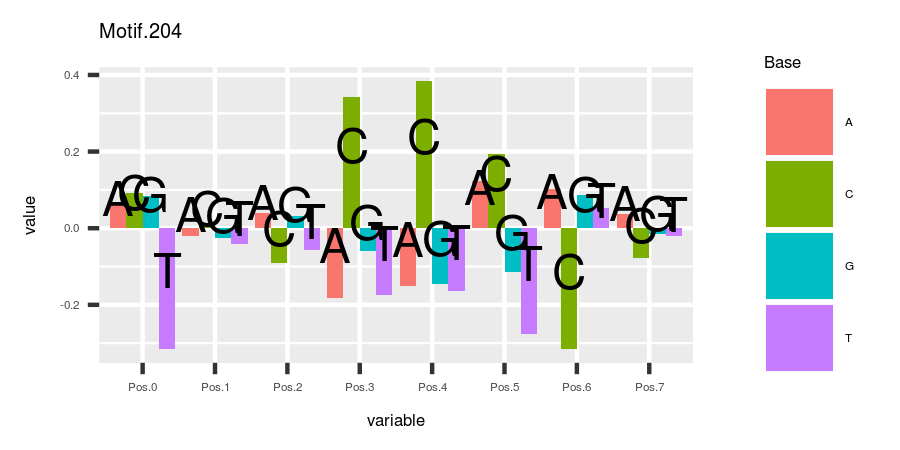 Motif.204
Base
0.4
0.2
0.0
-0.2
value
A C G T A C G T A C G T A C G T A C G T A C G T A C G T A C G T
Pos.0 Pos.1 Pos.2 Pos.3 Pos.4 Pos.5 Pos.6 Pos.7
variable
A
C
G
T